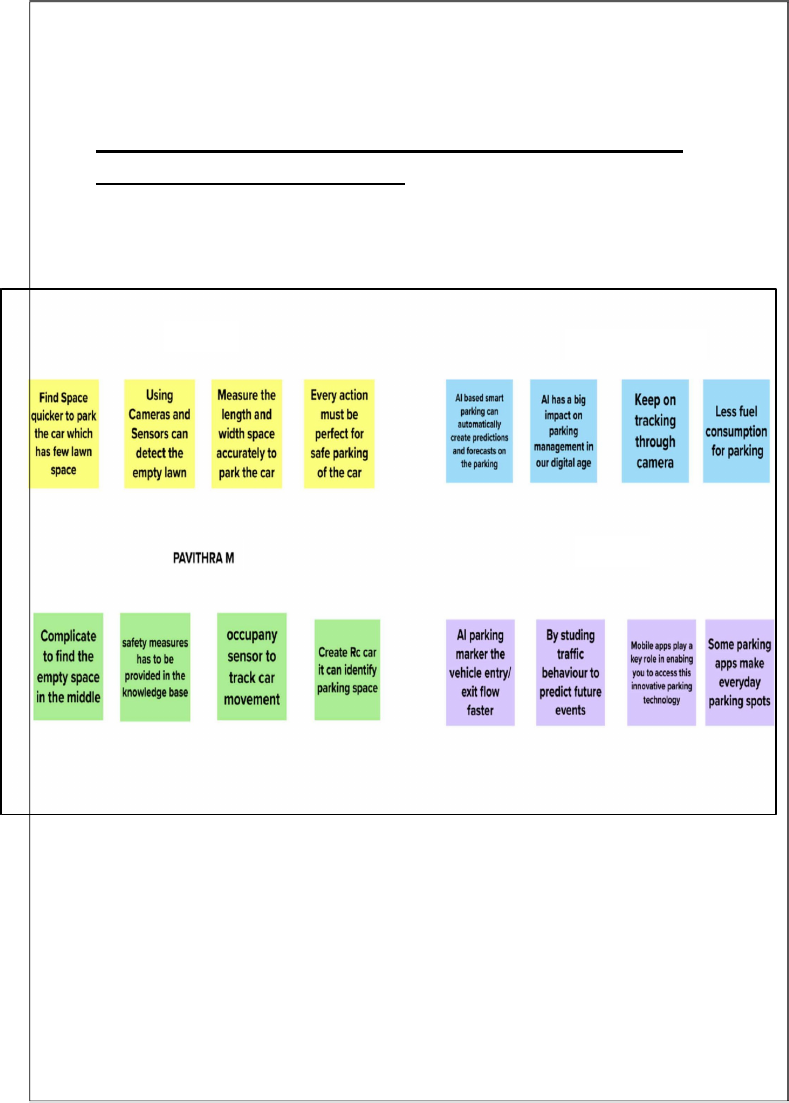 Find Space
quicker to park
the car which
has few lawn
space
Using
Cameras and
Sensors can
detect the
empty lawn
Measure the
length and
width space
accurately to
park the car
Every action
must be
perfect for
safe parking
of the car
AI based smart
parking can
automatically
create predictions
and forecasts on
the parking
AI has a big
impact on
parking
management in
our digital age
Keep on
tracking
through
camera
Less fuel
consumption
for parking
PAVITHRA M
Complicate
to find the
empty space
in the middle
safety measures
has to be
provided in the
knowledge base
occupany
sensor to
track car
movement
Create Rc car
it can identify
parking space
AI parking
marker the
vehicle entry/
exit flow
faster
By studing
traffic
behaviour to
predict future
events
Mobile apps play a
key role in enabing
you to access this
innovative parking
technology
Some parking
apps make
everyday
parking spots